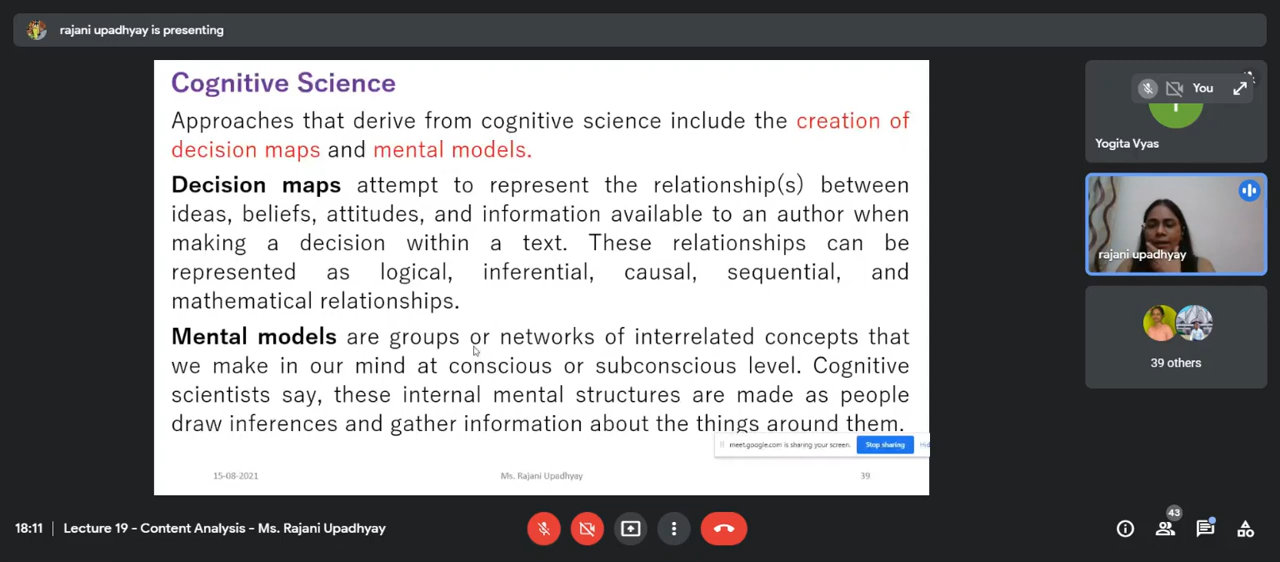 rajani upadhyay is presenting
Cognitive Science
Approaches that derive from cognitive science include the creation of
decision maps and mental models.
Decision maps attempt to represent the relationship(s) between
ideas, beliefs, attitudes, and information available to an author when
making a decision within a text. These relationships can be
represented as logical, inferential, causal, sequential, and
mathematical relationships.
Mental models are groups or networks of interrelated concepts that
we make in our mind at conscious or subconscious level. Cognitive
scientists say, these internal mental structures are made as people
draw inferences and gather information about the things around them.
meet.google.com is sharing your screen. Stop sharing Hid
15-08-2021 Ms. Rajani Upadhyay 39
You
Yogita Vyas
rajani upadhyay
39 others
18:11 Lecture 19 - Content Analysis - Ms. Rajani Upadhyay
43